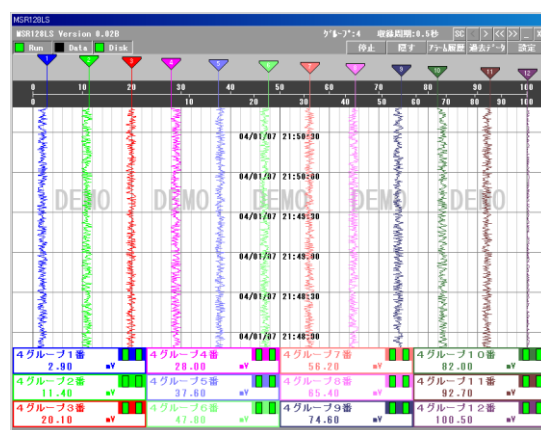 MSR128LS
MSR128LS Version 0.02B
ｸﾞﾙｰﾌﾟ:4 収録周期:0.5秒 SC < > << >> _ X
Run Data Disk 停止 隠す ｱﾗｰﾑ履歴 過去ﾃﾞｰﾀ 設定
1 2 3 4 5 6 7 8 9 10 11 12
0 10 20 30 40 50 60 70 80 90 100
0 10 20 30 40 50 60 70 80 90 100
04/01/07 21:50:30
04/01/07 21:50:00
DEMO DEMO DEMO DEMO DEMO
04/01/07 21:49:30
04/01/07 21:49:00
04/01/07 21:48:30
04/01/07 21:48:00
4グループ1番 4グループ4番 4グループ7番 4グループ10番
2.90 mV 28.00 mV 56.20 mV 82.00 mV
4グループ2番 4グループ5番 4グループ8番 4グループ11番
11.40 mV 37.60 mV 65.40 mV 92.70 mV
4グループ3番 4グループ6番 4グループ9番 4グループ12番
20.10 mV 47.80 mV 74.60 mV 100.50 mV